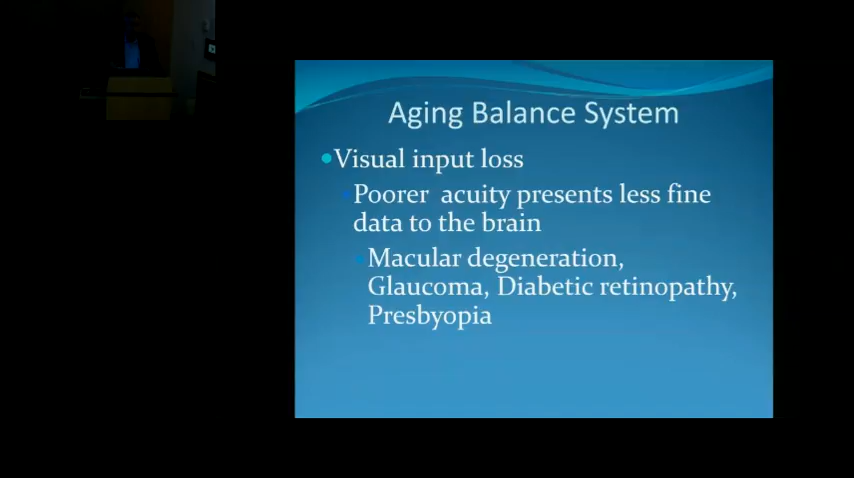 Aging Balance System
Visual input loss
Poorer acuity presents less fine
data to the brain
Macular degeneration,
Glaucoma, Diabetic retinopathy,
Presbyopia